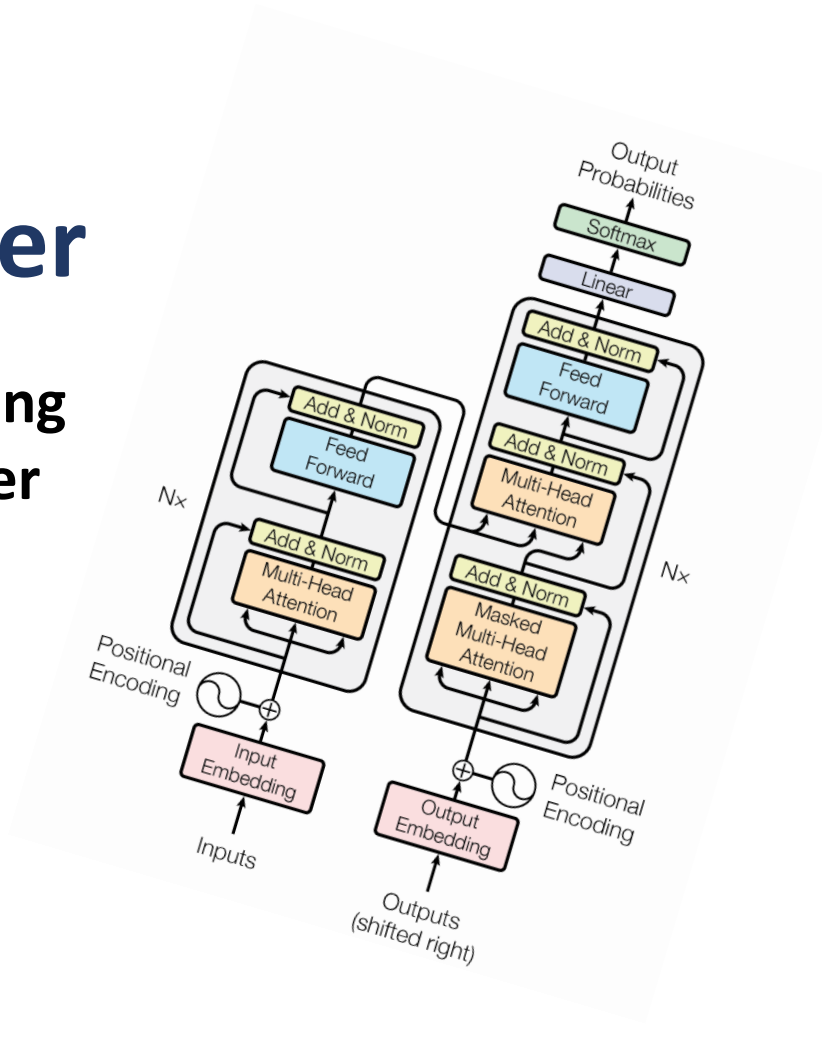 er
ng
er
Output
Probabilities
Softmax
Linear
Add & Norm
Feed
Forward
Add & Norm
Multi-Head
Attention
Add & Norm
Masked
Multi-Head
Attention
Nx
Positional
Encoding
Output
Embedding
Outputs
(shifted right)
Add & Norm
Feed
Forward
Nx
Add & Norm
Multi-Head
Attention
Positional
Encoding
Input
Embedding
Inputs